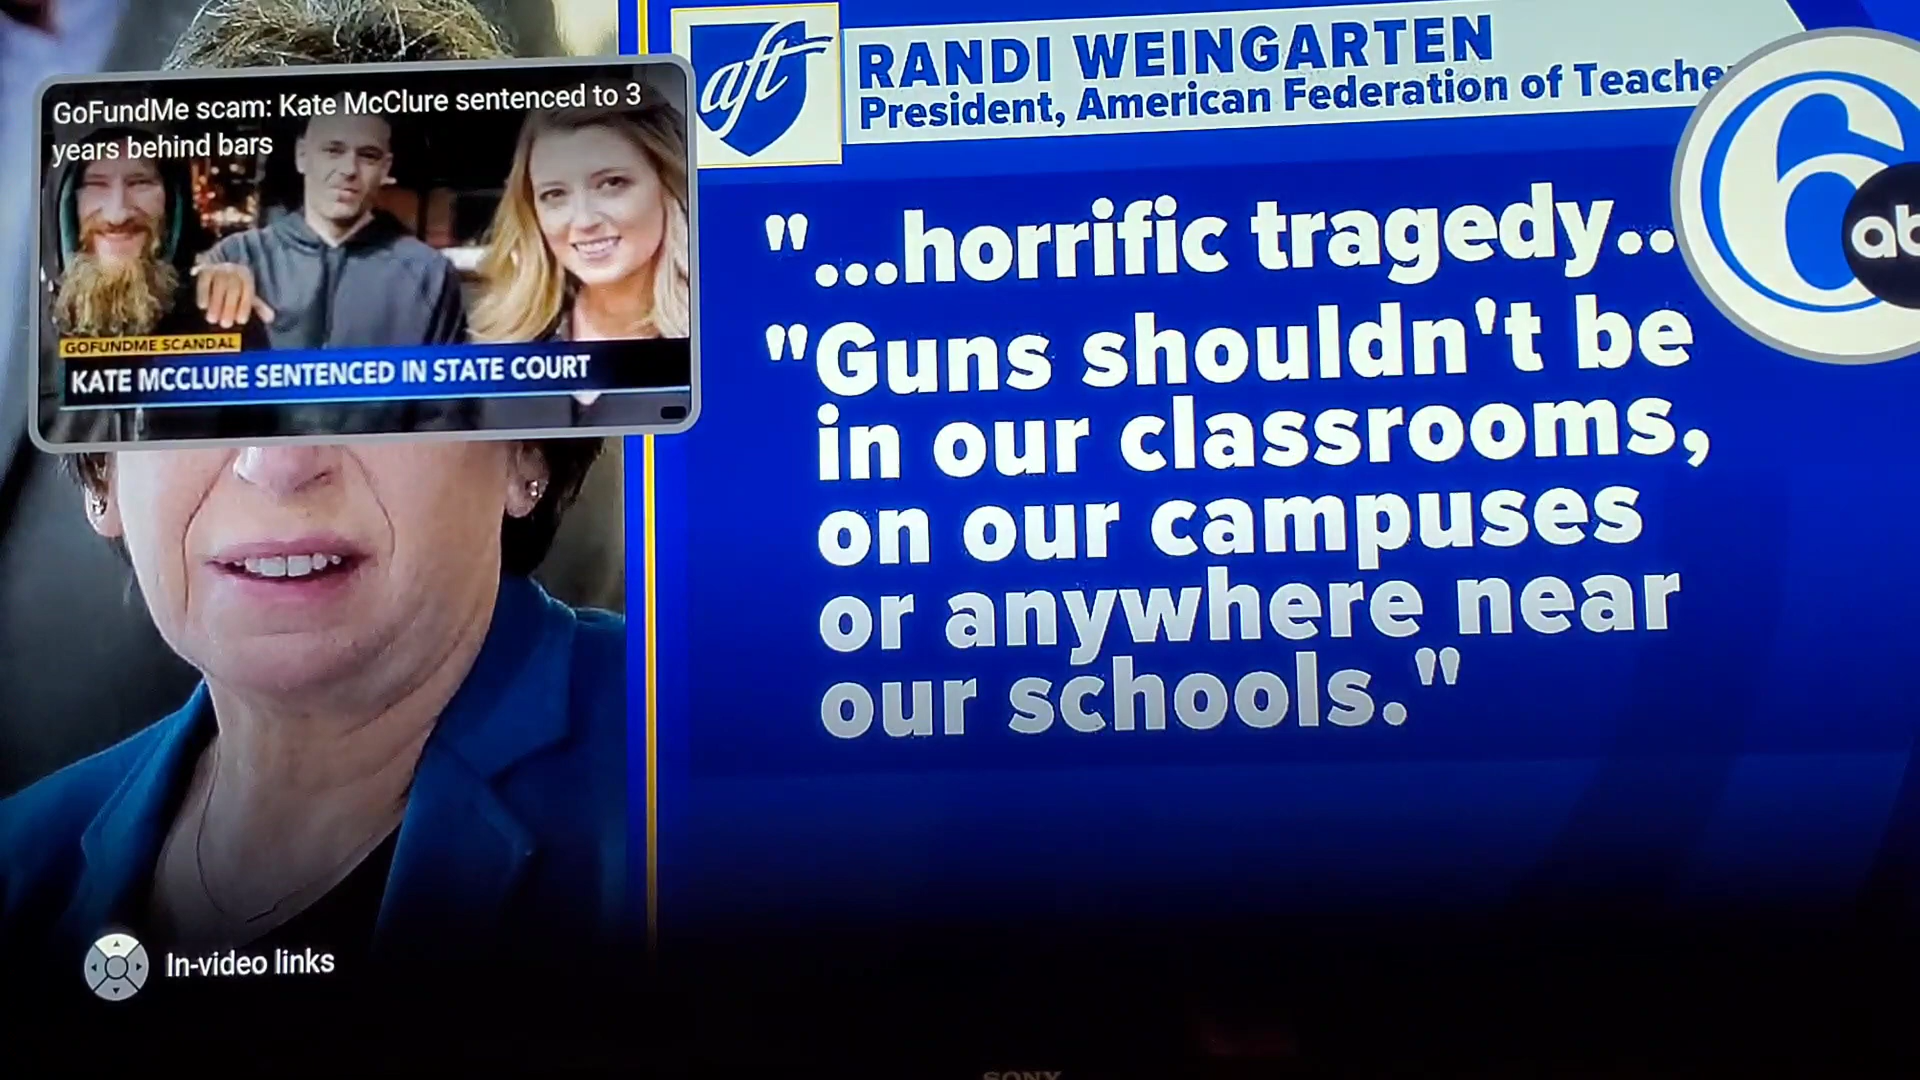 GoFundMe scam: Kate McClure sentenced to 3
years behind bars
GOFUNDME SCANDAL
KATE MCCLURE SENTENCED IN STATE COURT
aft
RANDI WEINGARTEN
President, American Federation of Teache
6
ab
"...horrific tragedy..
"Guns shouldn't be
in our classrooms,
on our campuses
or anywhere near
our schools."
In-video links
SONY